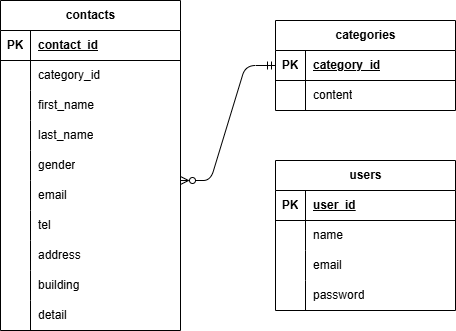 contacts
PK contact_id
category_id
first_name
last_name
gender
email
tel
address
building
detail
categories
PK category_id
content
users
PK user_id
name
email
password